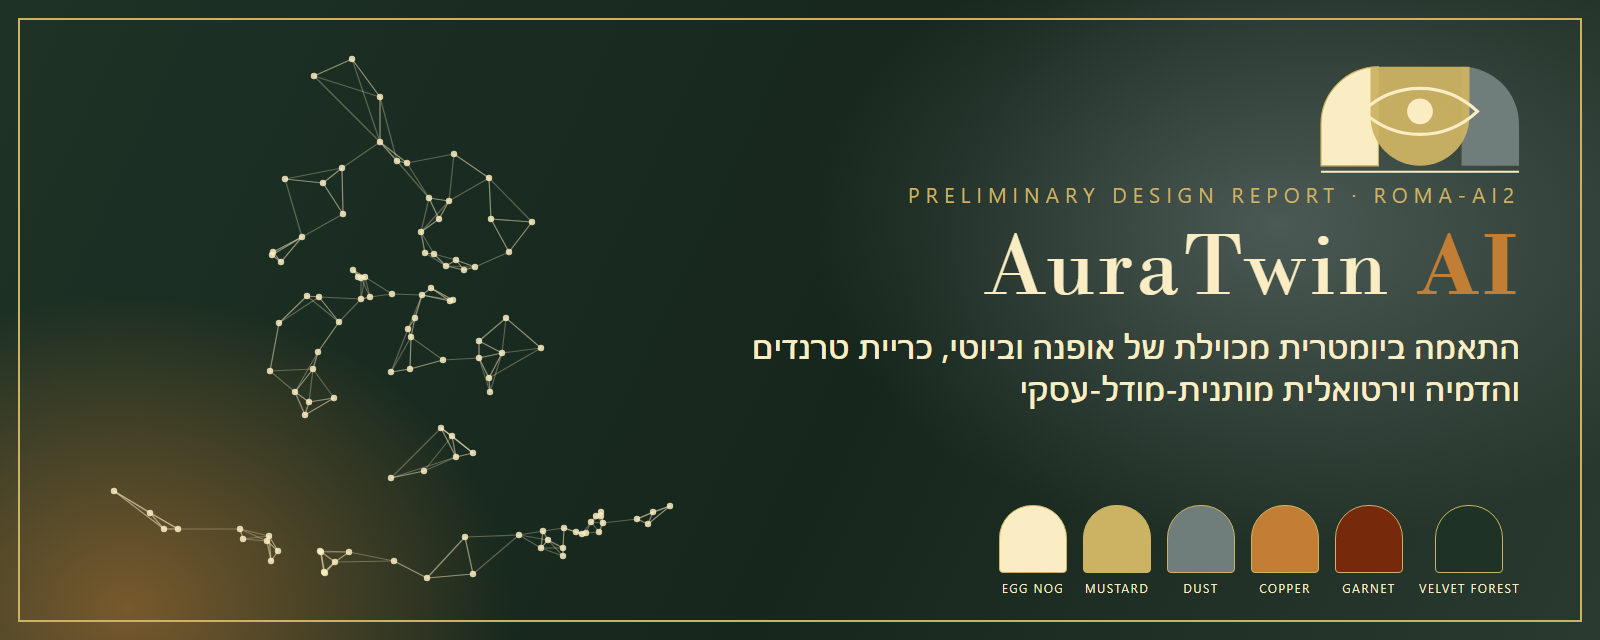 PRELIMINARY DESIGN REPORT · ROMA-AI2
AuraTwin AI
התאמה ביומטרית מכוילת של אופנה וביוטי, כריית טרנדים
והדמיה וירטואלית מותנית-מודל-עסקי
EGG NOG MUSTARD DUST COPPER GARNET VELVET FOREST